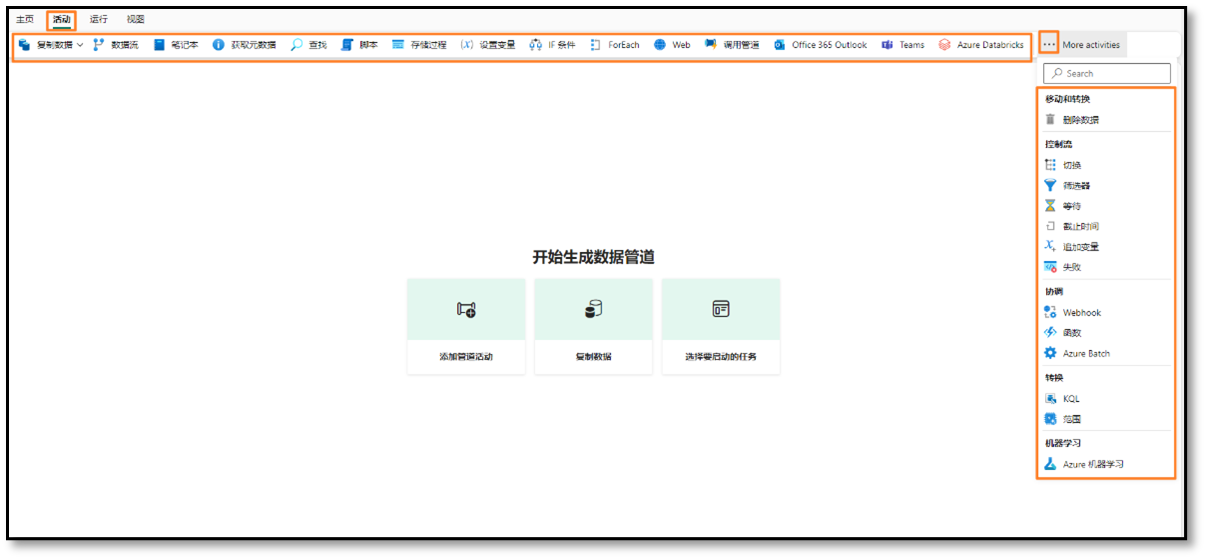 主页 活动 运行 视图
复制数据 数据流 笔记本 获取元数据 查找 脚本 存储过程 (x) 设置变量 IF 条件 ForEach Web 调用管道 Office 365 Outlook Teams Azure Databricks ... More activities
Search
移动和转换
删除数据
控制流
切换
筛选器
等待
截止时间
追加变量
失败
协调
Webhook
函数
Azure Batch
转换
KQL
范围
机器学习
Azure 机器学习
开始生成数据管道
添加管道活动 复制数据 选择要启动的任务